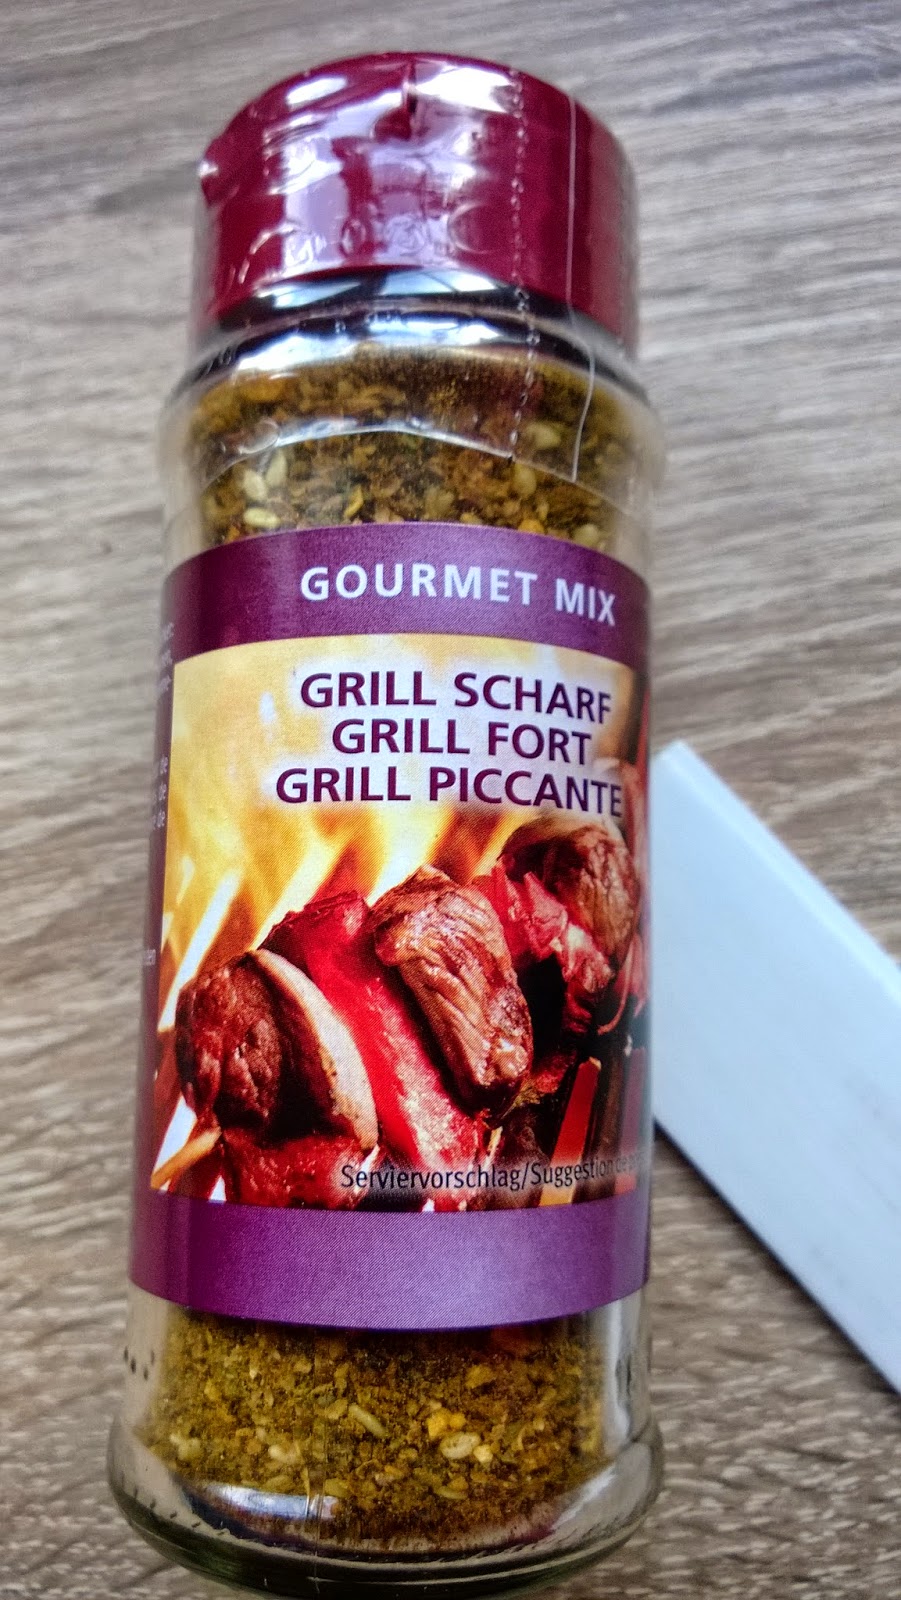 GOURMET MIX
GRILL SCHARF
GRILL FORT
GRILL PICCANTE
Serviervorschlag/Suggestion de